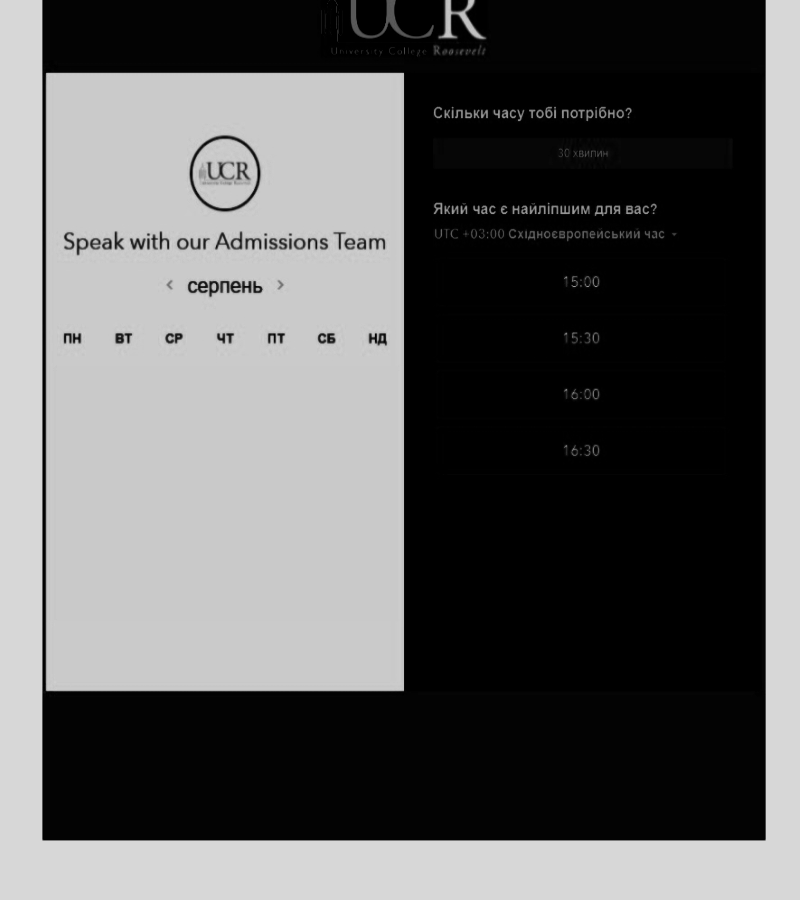 UCR
University College Roosevelt
UCR
Speak with our Admissions Team
серпень
ПН ВТ СР ЧТ ПТ СБ НД
Скільки часу тобі потрібно?
30 хвилин
Який час є найліпшим для вас?
UTC +03:00 Східноєвропейський час
15:00
15:30
16:00
16:30